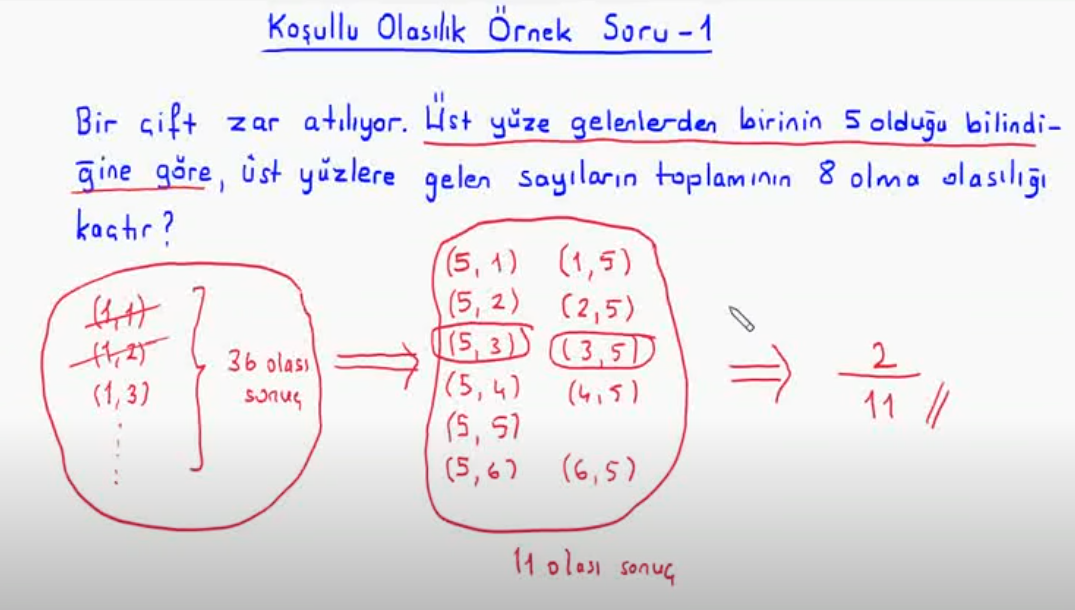 Koşullu Olasılık Örnek Soru-1
Bir çift zar atılıyor. Üst yüze gelenlerden birinin 5 olduğu bilindi-
ğine göre, üst yüzlere gelen sayıların toplamının 8 olma olasılığı
kaçtır?
(1,1)
(1,2)
(1,3)
36 olası
sonuç
(5,1) (1,5)
(5,2) (2,5)
(5,3) (3,5)
(5,4) (4,5)
(5,5)
(5,6) (6,5)
11 olası sonuç
2
11 //